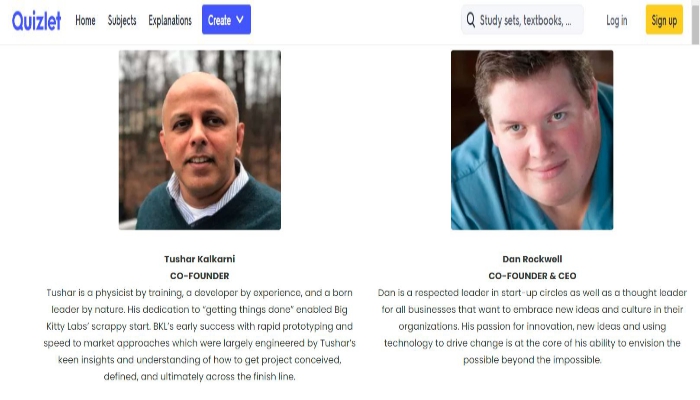 Quizlet Home Subjects Explanations Create Study sets, textbooks, ... Log in Sign up
Tushar Kalkarni
CO-FOUNDER
Tushar is a physicist by training, a developer by experience, and a born
leader by nature. His dedication to “getting things done” enabled Big
Kitty Labs’ scrappy start. BKL’s early success with rapid prototyping and
speed to market approaches which were largely engineered by Tushar’s
keen insights and understanding of how to get project conceived,
defined, and ultimately across the finish line.
Dan Rockwell
CO-FOUNDER & CEO
Dan is a respected leader in start-up circles as well as a thought leader
for all businesses that want to embrace new ideas and culture in their
organizations. His passion for innovation, new ideas and using
technology to drive change is at the core of his ability to envision the
possible beyond the impossible.